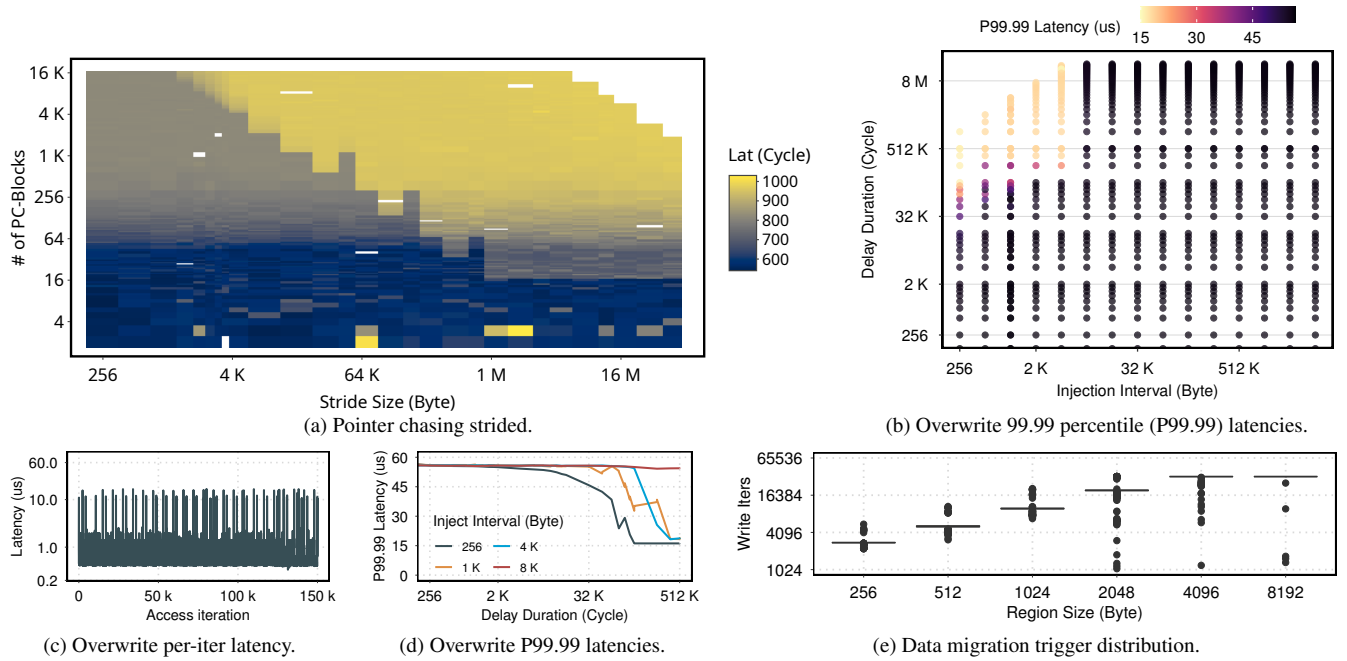 16 K
4 K
1 K
256
64
16
4
# of PC-Blocks
256
4 K
64 K
1 M
16 M
Stride Size (Byte)
Lat (Cycle)
1000
900
800
700
600
(a) Pointer chasing strided.
P99.99 Latency (us)
15
30
45
8 M
512 K
32 K
2 K
256
Delay Duration (Cycle)
256
2 K
32 K
512 K
Injection Interval (Byte)
(b) Overwrite 99.99 percentile (P99.99) latencies.
60.0
10.0
1.0
0.2
Latency (us)
0
50 k
100 k
150 k
Access iteration
(c) Overwrite per-iter latency.
60
45
30
15
0
P99.99 Latency (us)
Inject Interval (Byte)
256
4 K
1 K
8 K
256
2 K
32 K
512 K
Delay Duration (Cycle)
(d) Overwrite P99.99 latencies.
65536
16384
4096
1024
Write Iters
256
512
1024
2048
4096
8192
Region Size (Byte)
(e) Data migration trigger distribution.